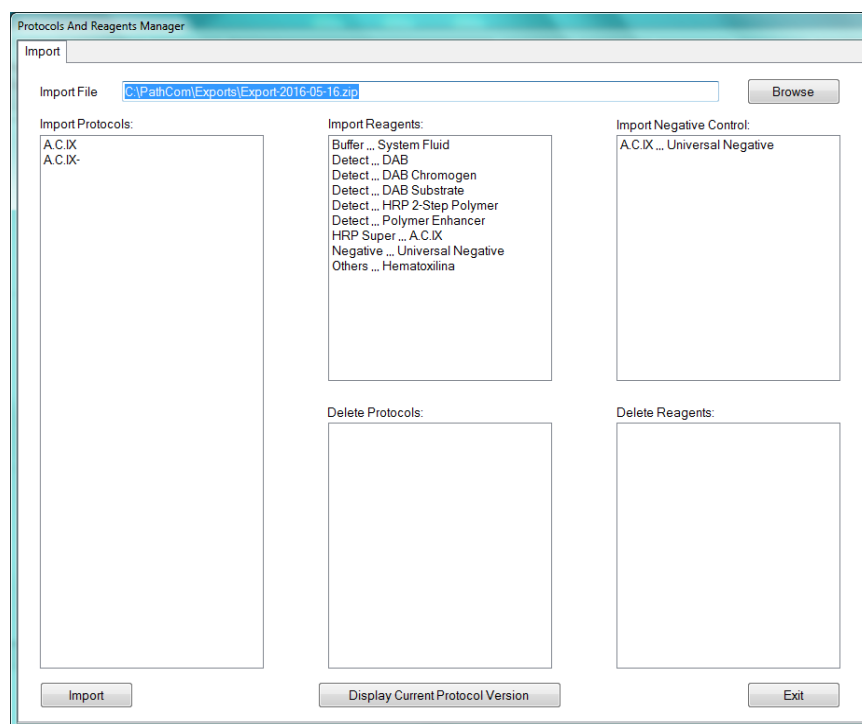 Protocols And Reagents Manager
Import
Import File
C:\PathCom\Exports\Export-2016-05-16.zip
Browse
Import Protocols:
A.C.IX
A.C.IX-
Import Reagents:
Buffer ,,, System Fluid
Detect ,,, DAB
Detect ,,, DAB Chromogen
Detect ,,, DAB Substrate
Detect ,,, HRP 2-Step Polymer
Detect ,,, Polymer Enhancer
HRP Super ,,, A.C.IX
Negative ,,, Universal Negative
Others ,,, Hematoxilina
Import Negative Control:
A.C.IX ,,, Universal Negative
Delete Protocols:
Delete Reagents:
Import
Display Current Protocol Version
Exit